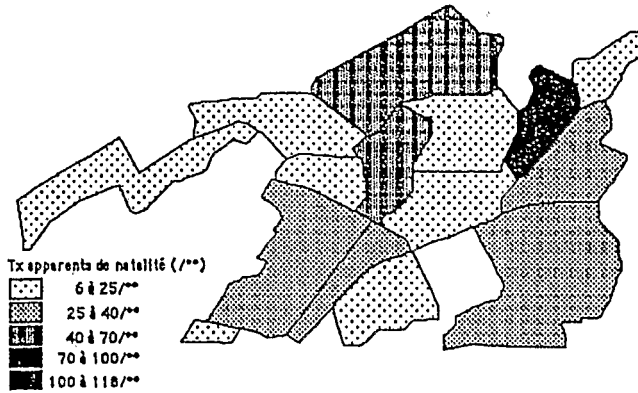 Tx apparents de natalité (/°°)
6 à 25/°°
25 à 40/°°
40 à 70/°°
70 à 100/°°
100 à 118/°°